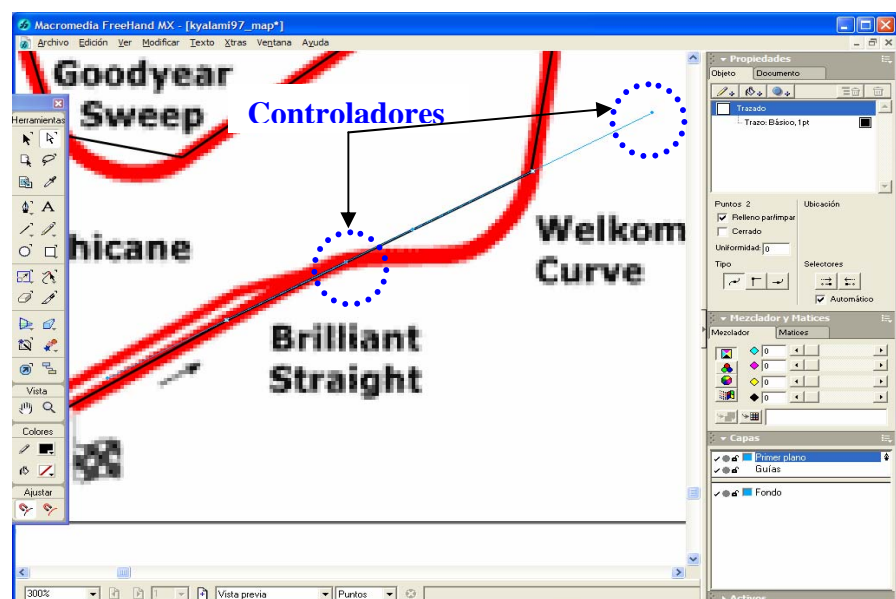 Macromedia FreeHand MX - [kyalami97_map*]
Archivo Edición Ver Modificar Texto Xtras Ventana Ayuda
Goodyear
Sweep
Controladores
hicane
Welkom
Curve
Brilliant
Straight
Herramientas
Vista
Colores
Ajustar
Propiedades
Objeto Documento
Trazado
Trazo: Básico, 1pt
Puntos 2 Ubicación
Relleno par/impar
Cerrado
Uniformidad: 0
Tipo Selectores
Automático
Mezclador y Matices
Mezclador Matices
0
0
0
0
Capas
Primer plano
Guías
Fondo
Activos
300% 1 Vista previa Puntos